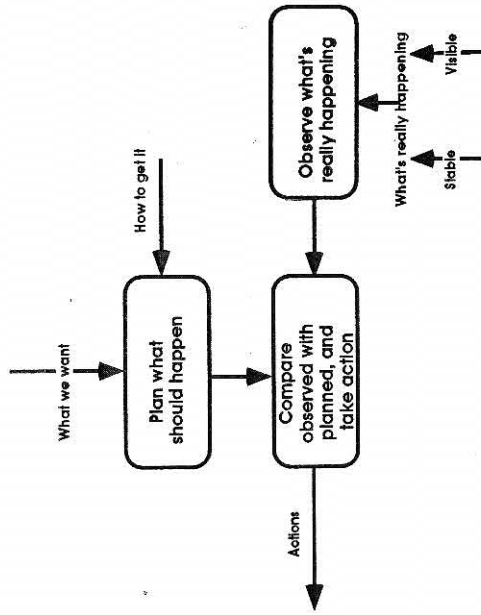 What we want
How to get it
Plan what
should happen
Compare
observed with
planned, and
take action
Actions
Observe what's
really happening
What's really happening
Stable
Visible